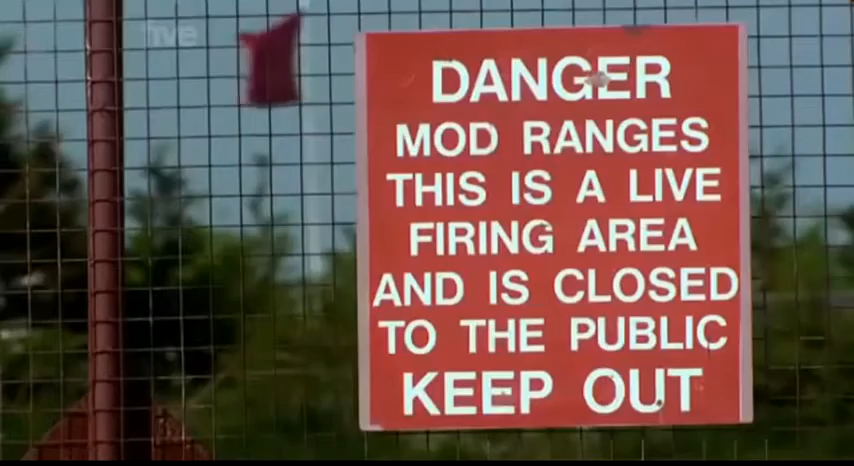 five
DANGER
MOD RANGES
THIS IS A LIVE
FIRING AREA
AND IS CLOSED
TO THE PUBLIC
KEEP OUT